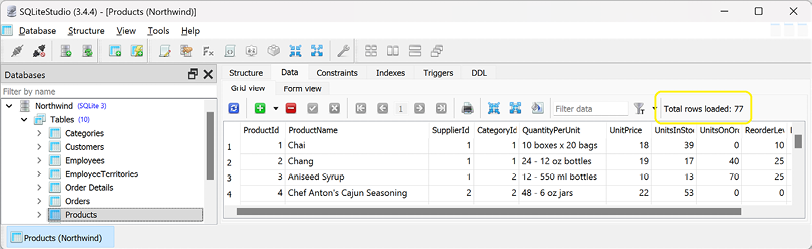 SQLiteStudio (3.4.4) - [Products (Northwind)]
Database Structure View Tools Help
Databases
Filter by name
Northwind (SQLite 3)
Tables (10)
Categories
Customers
Employees
EmployeeTerritories
Order Details
Orders
Products
Structure Data Constraints Indexes Triggers DDL
Grid view Form view
1 Filter data Total rows loaded: 77
ProductId ProductName SupplierId CategoryId QuantityPerUnit UnitPrice UnitsInStoc UnitsOnOr ReorderLev
1 1 Chai 1 1 10 boxes x 20 bags 18 39 0 10
2 2 Chang 1 1 24 - 12 oz bottles 19 17 40 25
3 3 Aniseed Syrup 1 2 12 - 550 ml bottles 10 13 70 25
4 4 Chef Anton's Cajun Seasoning 2 2 48 - 6 oz jars 22 53 0 0
Products (Northwind)